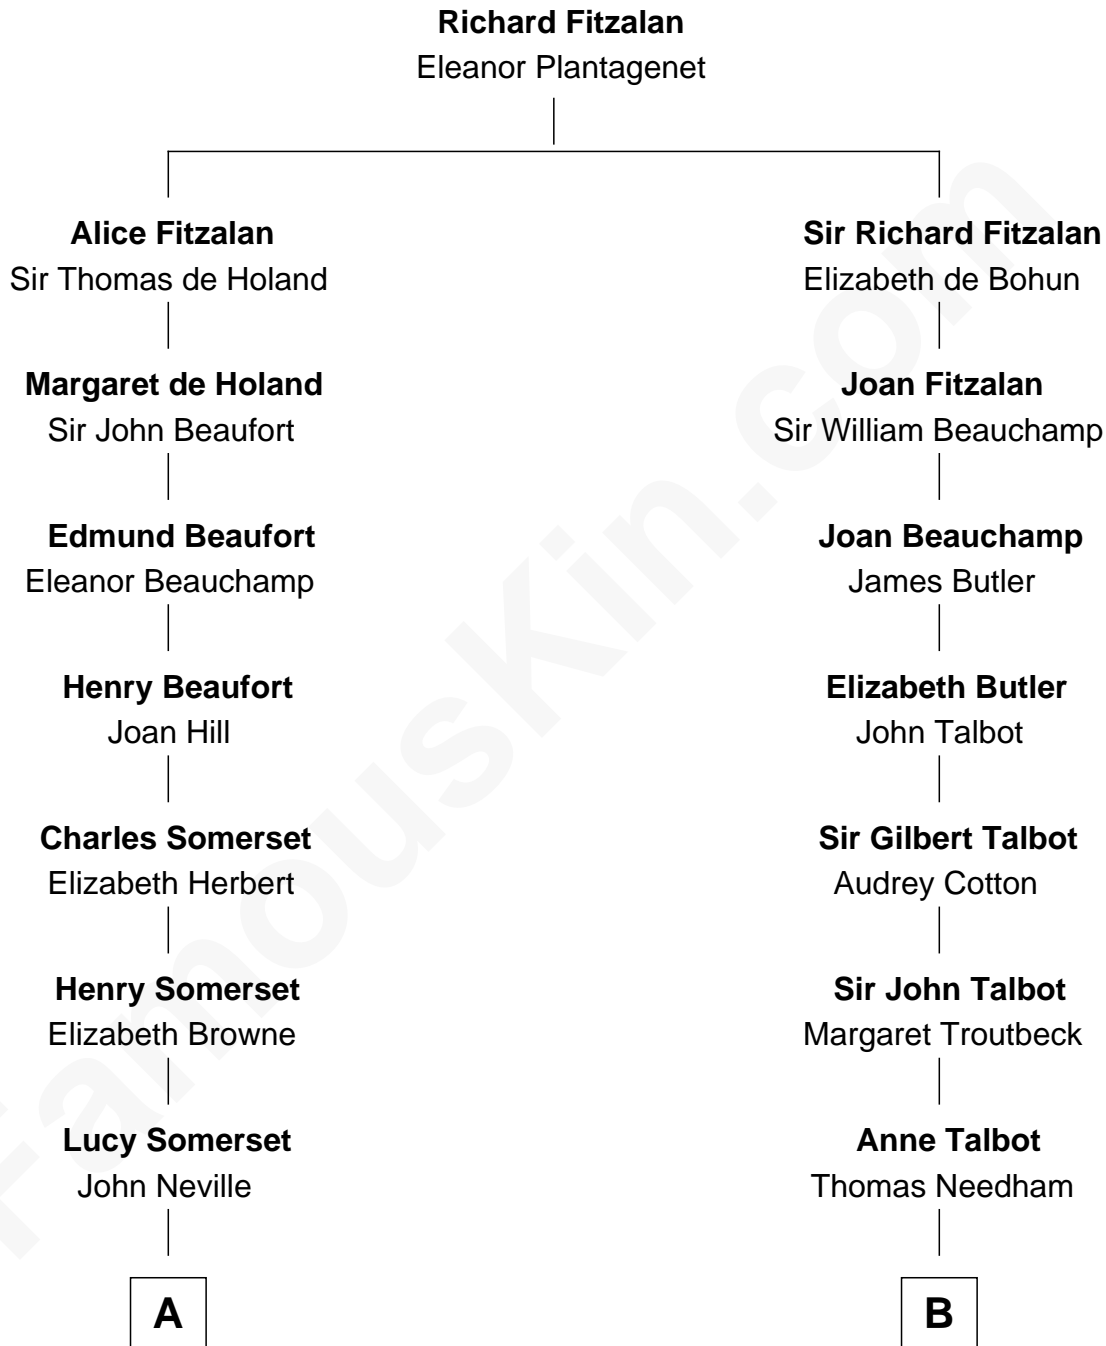 Richard Fitzalan
Eleanor Plantagenet
Alice Fitzalan
Sir Thomas de Holand
Sir Richard Fitzalan
Elizabeth de Bohun
Margaret de Holand
Sir John Beaufort
Joan Fitzalan
Sir William Beauchamp
Edmund Beaufort
Eleanor Beauchamp
Joan Beauchamp
James Butler
Henry Beaufort
Joan Hill
Elizabeth Butler
John Talbot
Charles Somerset
Elizabeth Herbert
Sir Gilbert Talbot
Audrey Cotton
Henry Somerset
Elizabeth Browne
Sir John Talbot
Margaret Troutbeck
Lucy Somerset
John Neville
Anne Talbot
Thomas Needham
A
B
FamousKin.com